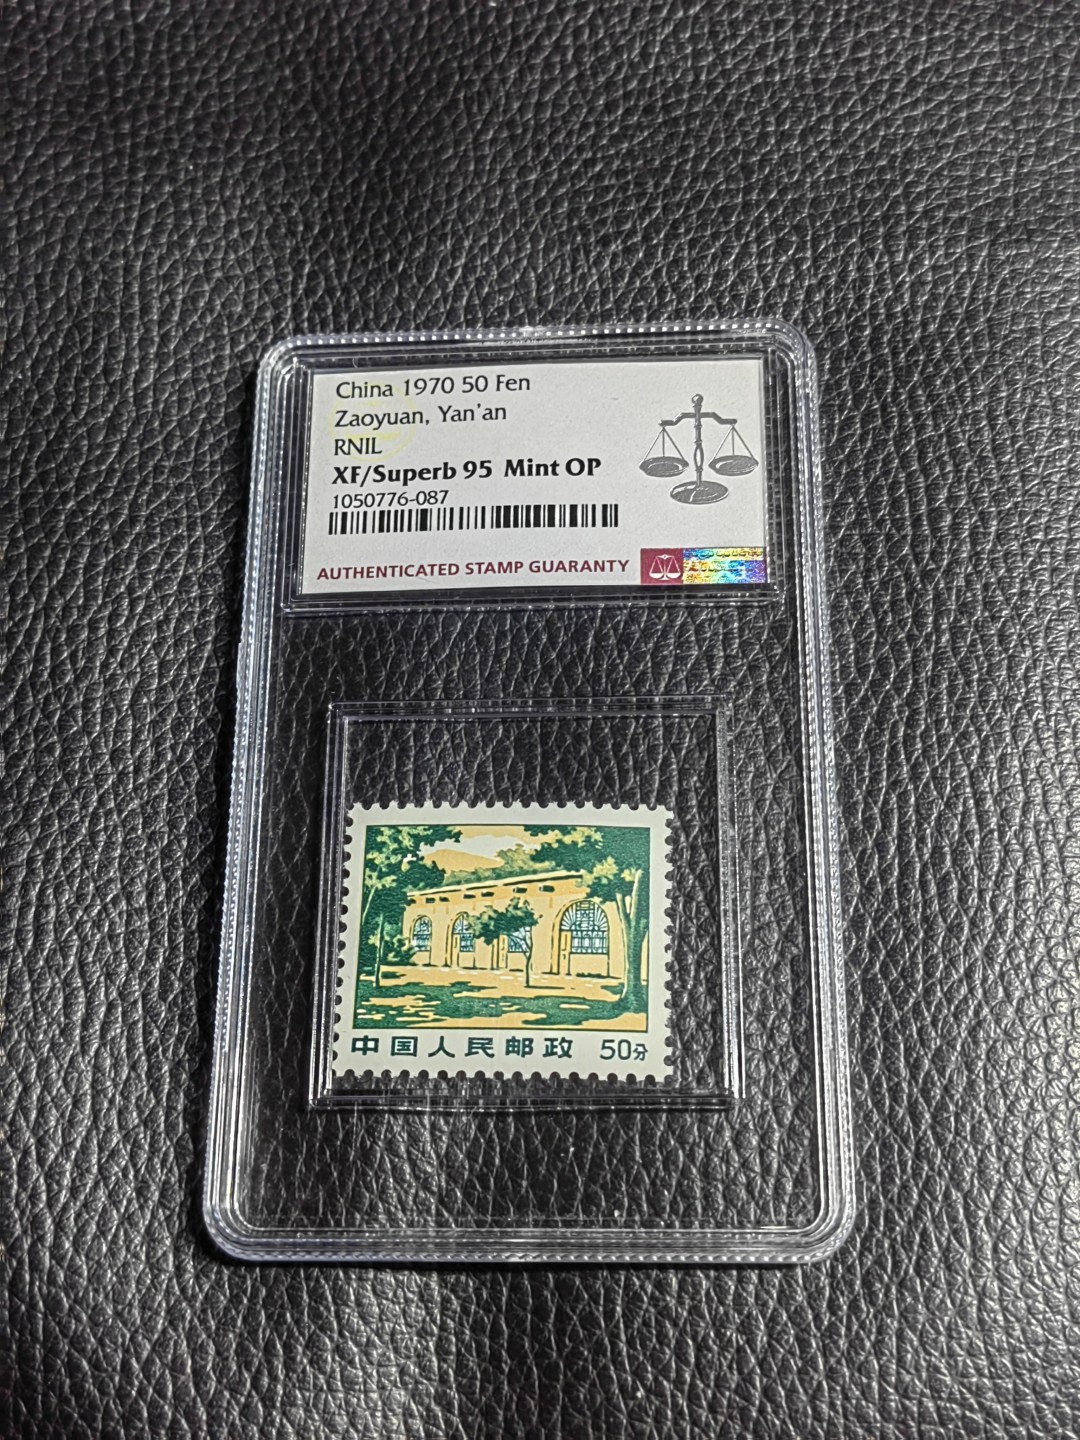 China 1970 50 Fen
Zaoyuan, Yan'an
RNIL
XF/Superb 95 Mint OP
1050776-087
AUTHENTICATED STAMP GUARANTY
中国人民邮政 50分